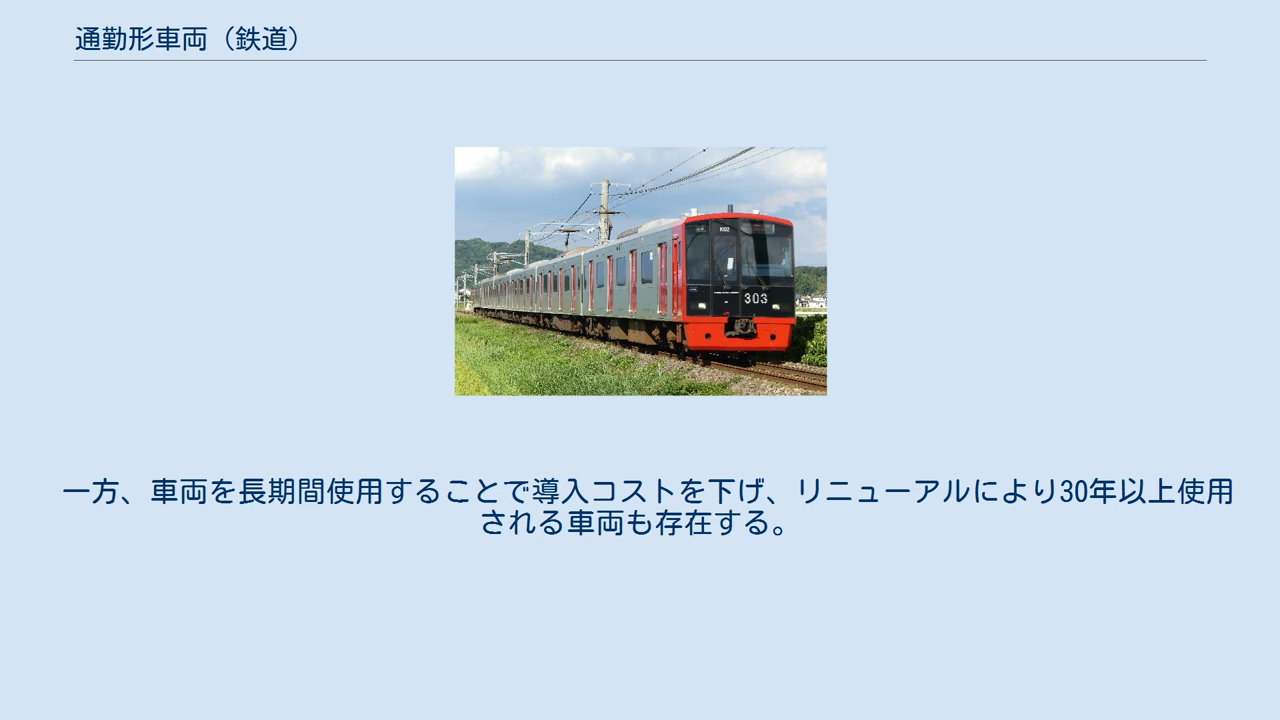 通勤形車両（鉄道）
K02
303
一方、車両を長期間使用することで導入コストを下げ、リニューアルにより30年以上使用
される車両も存在する。